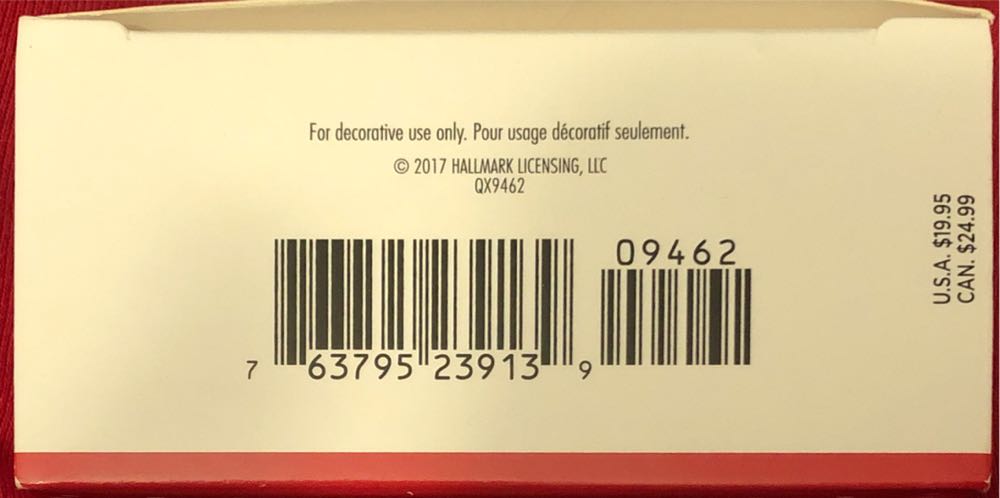 For decorative use only. Pour usage décoratif seulement.
© 2017 HALLMARK LICENSING, LLC
QX9462
09462
7 63795 23913 9
U.S.A. $19.95
CAN. $24.99